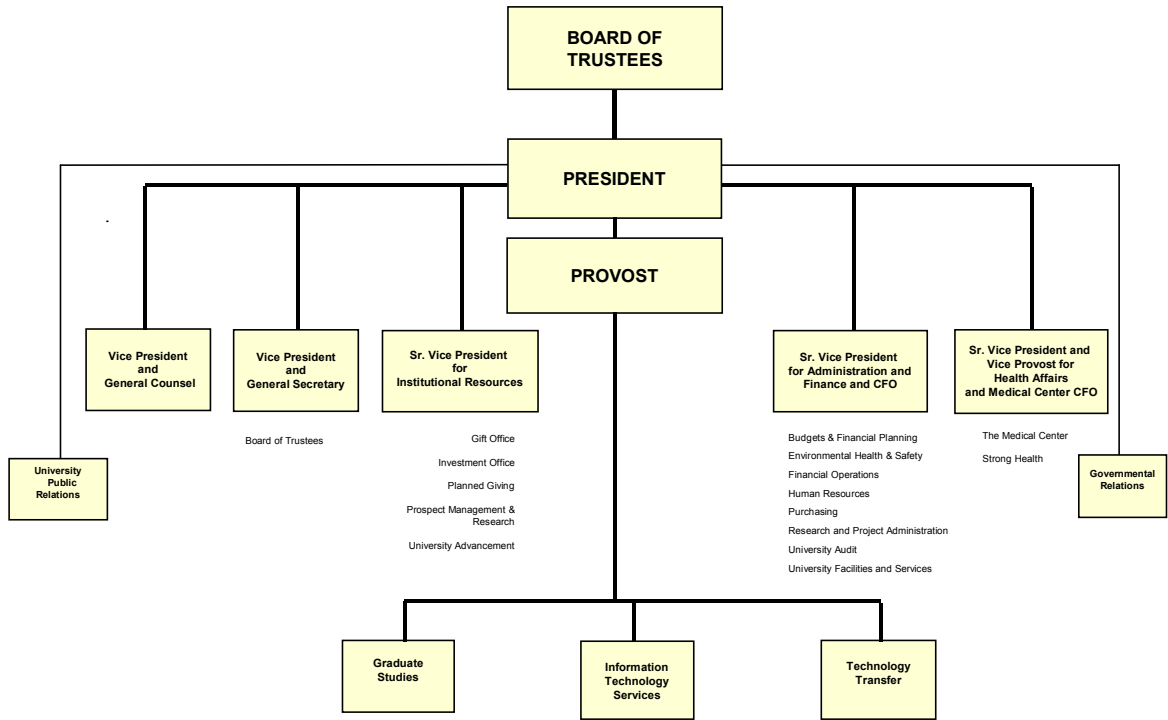 BOARD OF
TRUSTEES
PRESIDENT
PROVOST
Vice President
and
General Counsel
Vice President
and
General Secretary
Sr. Vice President
for
Institutional Resources
Sr. Vice President
for Administration and
Finance and CFO
Sr. Vice President and
Vice Provost for
Health Affairs
and Medical Center CFO
Board of Trustees
Gift Office
Investment Office
Planned Giving
Prospect Management &
Research
University Advancement
Budgets & Financial Planning
Environmental Health & Safety
Financial Operations
Human Resources
Purchasing
Research and Project Administration
University Audit
University Facilities and Services
The Medical Center
Strong Health
University
Public
Relations
Governmental
Relations
Graduate
Studies
Information
Technology
Services
Technology
Transfer